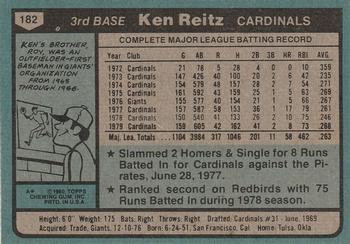 182
3rd BASE Ken Reitz CARDINALS
KEN'S BROTHER,
ROY, WAS AN
OUTFIELDER-FIRST
BASEMAN IN GIANTS'
ORGANIZATION
FROM 1965
THROUGH 1966.
COMPLETE MAJOR LEAGUE BATTING RECORD
YEAR CLUB G AB R H 2B 3B HR RBI AVG
1972 Cardinals 21 78 5 28 4 0 0 10 .359
1973 Cardinals 147 426 40 100 20 2 6 42 .235
1974 Cardinals 154 579 48 157 28 2 7 54 .271
1975 Cardinals 161 592 43 159 25 1 5 63 .269
1976 Giants 155 577 40 154 21 1 5 66 .267
1977 Cardinals 157 587 58 153 36 1 17 79 .261
1978 Cardinals 150 540 41 133 26 2 10 75 .246
1979 Cardinals 159 605 42 162 41 2 8 73 .268
Maj. Lea. Totals 1104 3984 317 1046 201 11 58 462 .263
★ Slammed 2 Homers & Single for 8 Runs
Batted In for Cardinals against the Pi-
rates, June 28, 1977.
★ Ranked second on Redbirds with 75
Runs Batted In during 1978 season.
A* © 1980 TOPPS
CHEWING GUM, INC.
PRTD. IN U.S.A.
Height: 6'0" Weight: 175 Bats: Right Throws: Right Drafted: Cardinals #31-June, 1969
Acquired: Trade, Giants, 12-10-76 Born: 6-24-51, San Francisco, Cal. Home: Tulsa, Okla.